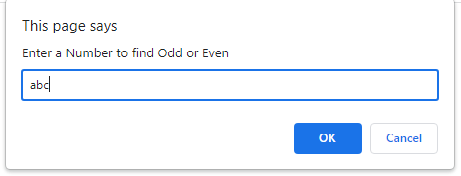 This page says
Enter a Number to find Odd or Even
abc
OK
Cancel